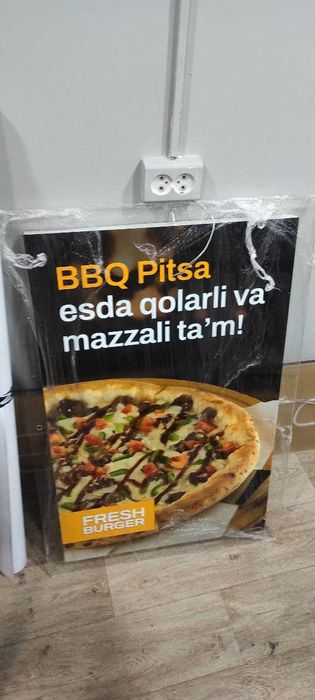 BBQ Pitsa
esda qolarli va
mazzali ta'm!
FRESH
BURGER